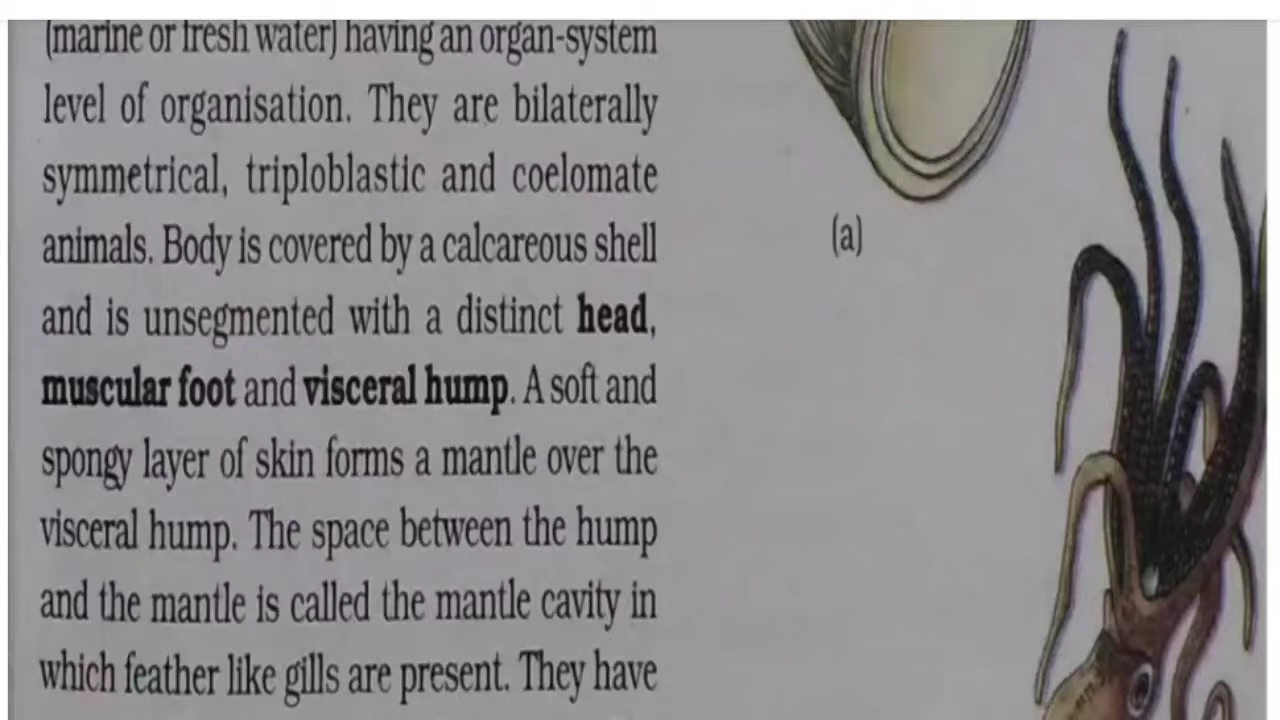 (marine or fresh water) having an organ-system
level of organisation. They are bilaterally
symmetrical, triploblastic and coelomate
animals. Body is covered by a calcareous shell
and is unsegmented with a distinct head,
muscular foot and visceral hump. A soft and
spongy layer of skin forms a mantle over the
visceral hump. The space between the hump
and the mantle is called the mantle cavity in
which feather like gills are present. They have
(a)